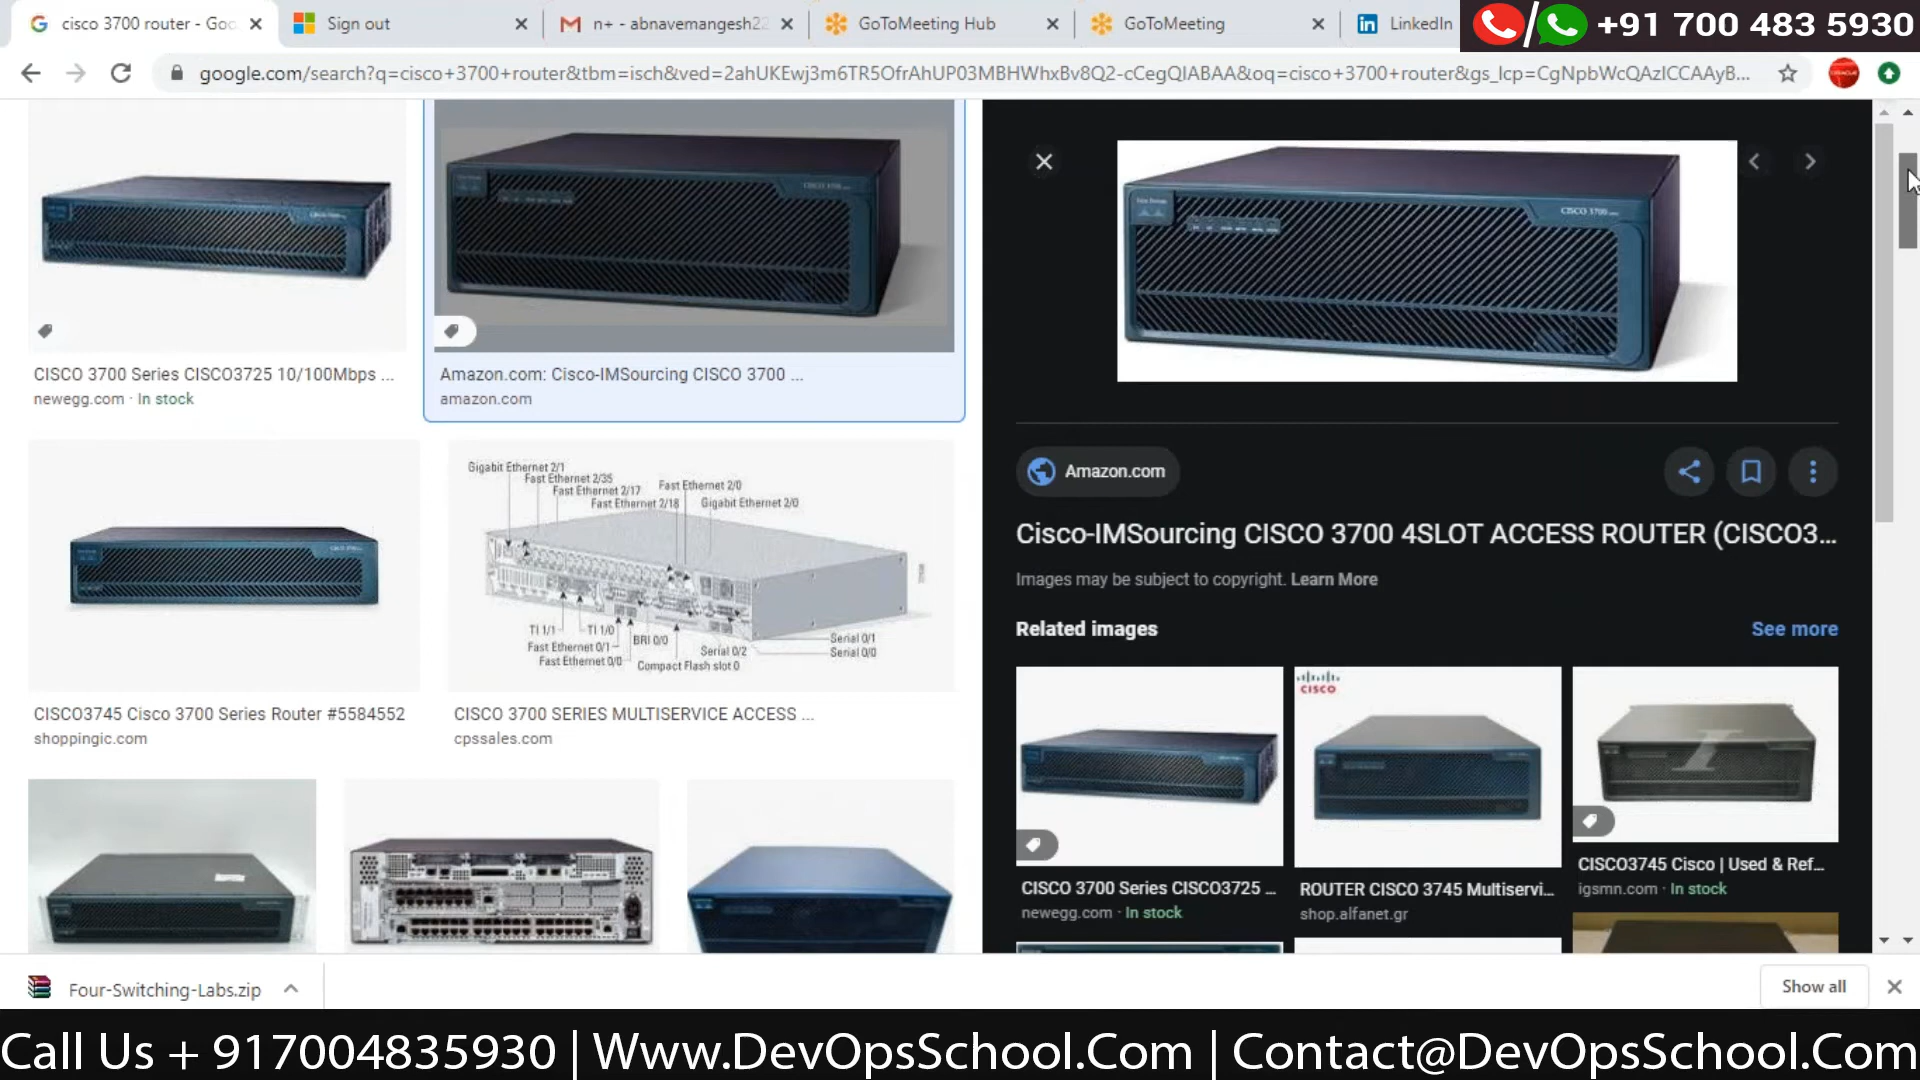 cisco 3700 router - Goo
Sign out
n+ - abnavemangesh22
GoToMeeting Hub
GoToMeeting
LinkedIn
+91 700 483 5930
google.com/search?q=cisco+3700+router&tbm=isch&ved=2ahUKEwj3m6TR5OfrAhUP03MBHWhxBv8Q2-cCegQIABAA&oq=cisco+3700+router&gs_lcp=CgNpbWcQAzICCAAyB...
CISCO 3700
CISCO 3700 Series CISCO3725 10/100Mbps ...
newegg.com · In stock
Amazon.com: Cisco-IMSourcing CISCO 3700 ...
amazon.com
Gigabit Ethernet 2/1
Fast Ethernet 2/35
Fast Ethernet 2/17
Fast Ethernet 2/18
Fast Ethernet 2/0
Gigabit Ethernet 2/0
TI 1/1
TI 1/0
Fast Ethernet 0/1
Fast Ethernet 0/0
BRI 0/0
Serial 0/2
Compact Flash slot 0
Serial 0/1
Serial 0/0
CISCO3745 Cisco 3700 Series Router #5584552
shoppingic.com
CISCO 3700 SERIES MULTISERVICE ACCESS ...
cpssales.com
Amazon.com
Cisco-IMSourcing CISCO 3700 4SLOT ACCESS ROUTER (CISCO3...
Images may be subject to copyright. Learn More
Related images
See more
CISCO
CISCO 3700 Series CISCO3725 ...
newegg.com · In stock
ROUTER CISCO 3745 Multiservi...
shop.alfanet.gr
CISCO3745 Cisco | Used & Ref...
igsmn.com · In stock
Four-Switching-Labs.zip
Show all
Call Us + 917004835930 | Www.DevOpsSchool.Com | Contact@DevOpsSchool.Com